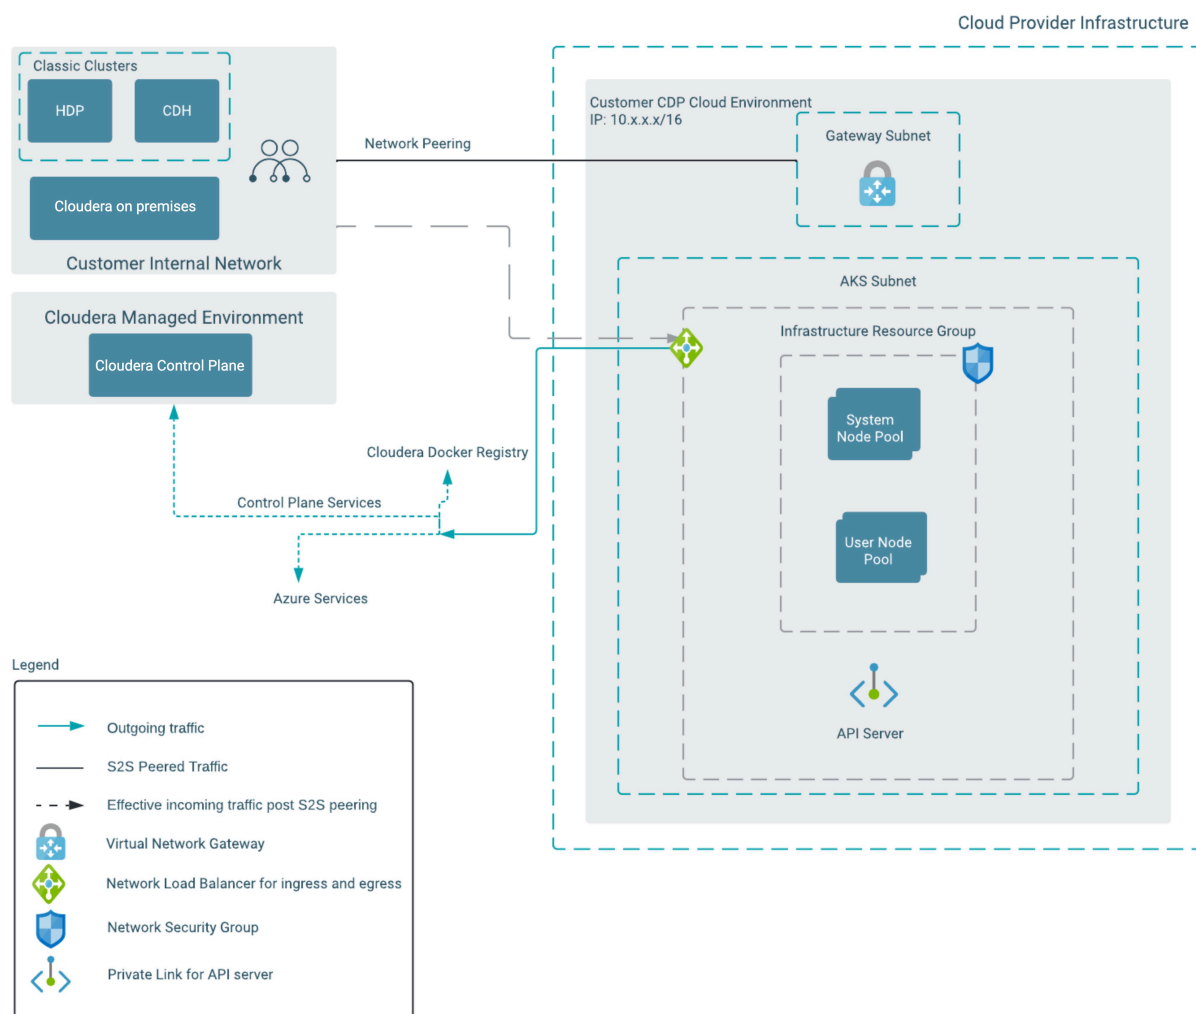 Cloud Provider Infrastructure
Classic Clusters
HDP
CDH
Cloudera on premises
Customer Internal Network
Network Peering
Customer CDP Cloud Environment
IP: 10.x.x.x/16
Gateway Subnet
AKS Subnet
Infrastructure Resource Group
System
Node Pool
User Node
Pool
API Server
Cloudera Managed Environment
Cloudera Control Plane
Cloudera Docker Registry
Control Plane Services
Azure Services
Legend
Outgoing traffic
S2S Peered Traffic
Effective incoming traffic post S2S peering
Virtual Network Gateway
Network Load Balancer for ingress and egress
Network Security Group
Private Link for API server